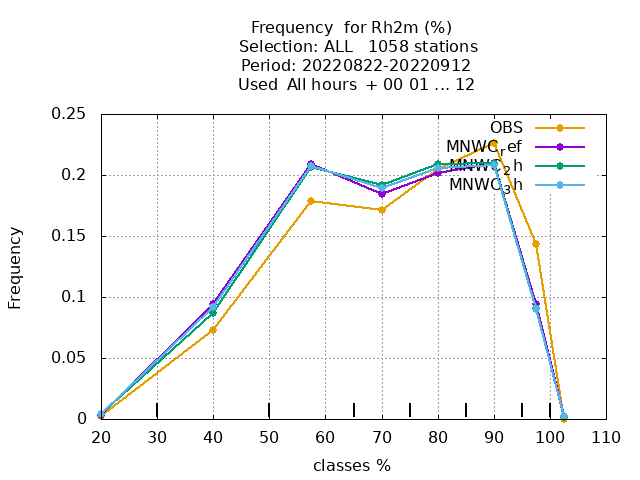 Frequency  for Rh2m (%)
Selection: ALL   1058 stations
Period: 20220822-20220912
Used  All hours  + 00 01 ... 12
0.25
0.2
0.15
0.1
0.05
0
Frequency
OBS
MNWC_ref
MNWC_2h
MNWC_3h
20 30 40 50 60 70 80 90 100 110
classes %